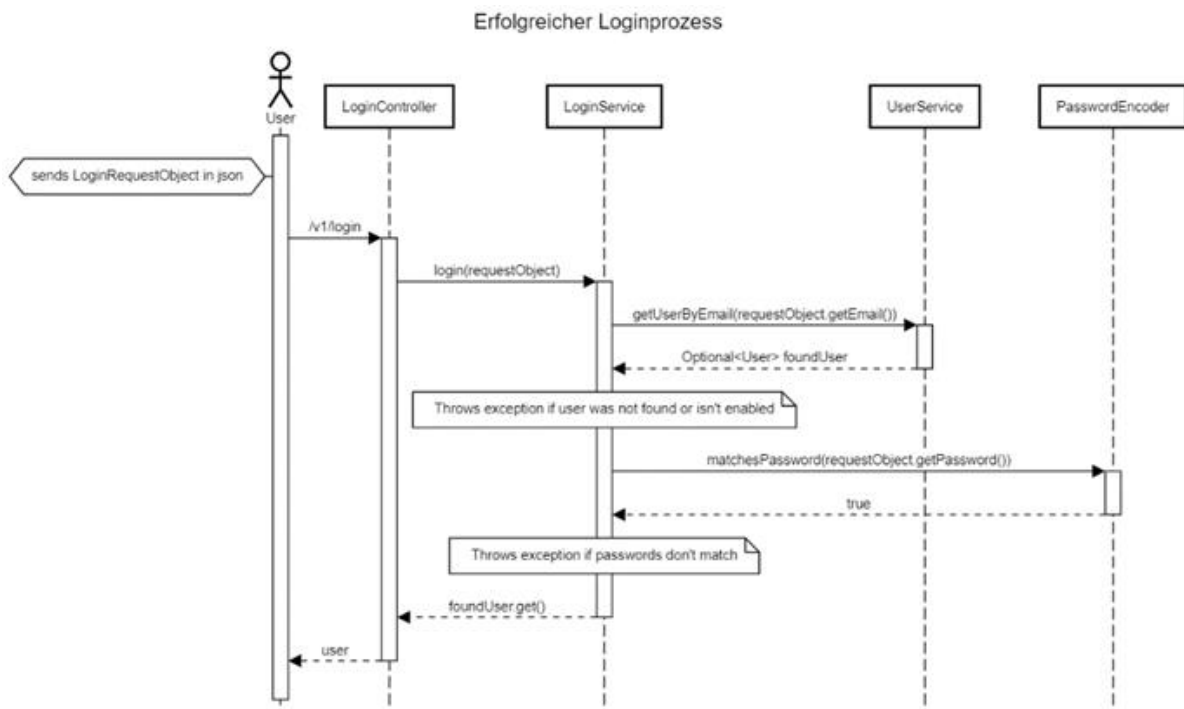 Erfolgreicher Loginprozess
User
LoginController
LoginService
UserService
PasswordEncoder
sends LoginRequestObject in json
/v1/login
login(requestObject)
getUserByEmail(requestObject.getEmail())
Optional<User> foundUser
Throws exception if user was not found or isn't enabled
matchesPassword(requestObject.getPassword())
true
Throws exception if passwords don't match
foundUser.get()
user